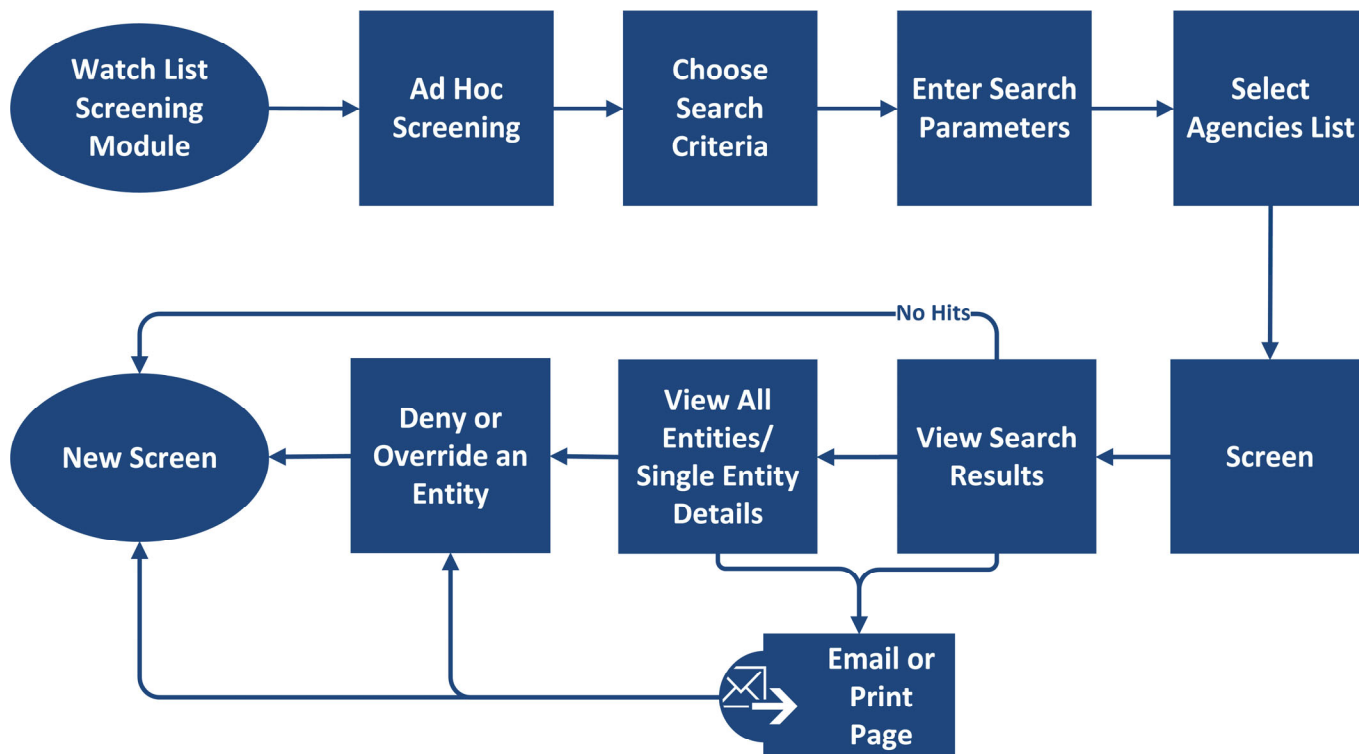 Watch List
Screening
Module
Ad Hoc
Screening
Choose
Search
Criteria
Enter Search
Parameters
Select
Agencies List
No Hits
New Screen
Deny or
Override an
Entity
View All
Entities/
Single Entity
Details
View Search
Results
Screen
Email or
Print
Page